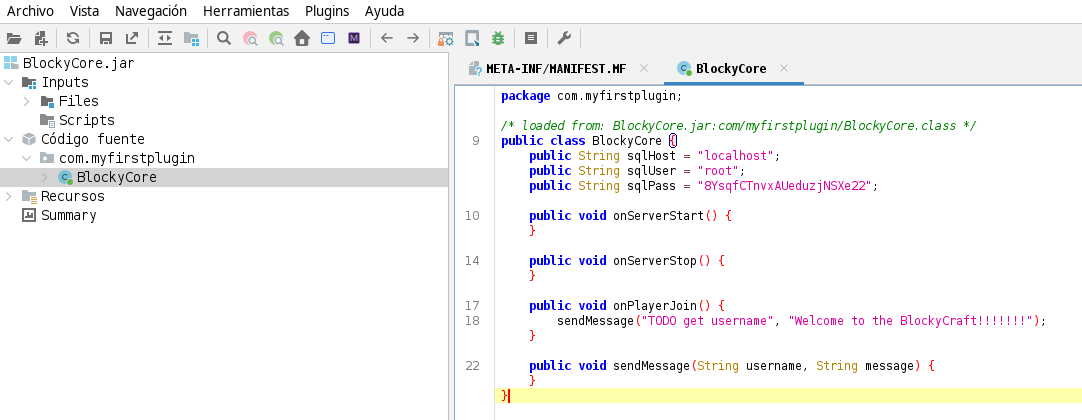 Archivo Vista Navegación Herramientas Plugins Ayuda
BlockyCore.jar
Inputs
Files
Scripts
Código fuente
com.myfirstplugin
BlockyCore
Recursos
Summary
META-INF/MANIFEST.MF × BlockyCore ×
package com.myfirstplugin;
/* loaded from: BlockyCore.jar:com/myfirstplugin/BlockyCore.class */
9 public class BlockyCore {
public String sqlHost = "localhost";
public String sqlUser = "root";
public String sqlPass = "8YsqfCTnvxAUeduzjNSXe22";
10 public void onServerStart() {
}
14 public void onServerStop() {
}
17 public void onPlayerJoin() {
18 sendMessage("TODO get username", "Welcome to the BlockyCraft!!!!!!!");
}
22 public void sendMessage(String username, String message) {
}
}